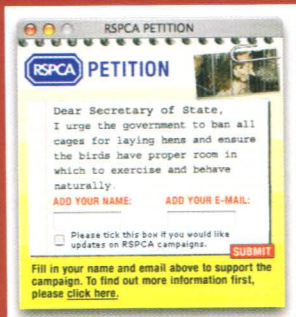 RSPCA PETITION
RSPCA PETITION
Dear Secretary of State,
I urge the government to ban all
cages for laying hens and ensure
the birds have proper room in
which to exercise and behave
naturally.
ADD YOUR NAME: ADD YOUR E-MAIL:
Please tick this box if you would like
updates on RSPCA campaigns.
SUBMIT
Fill in your name and email above to support the
campaign. To find out more information first,
please click here.